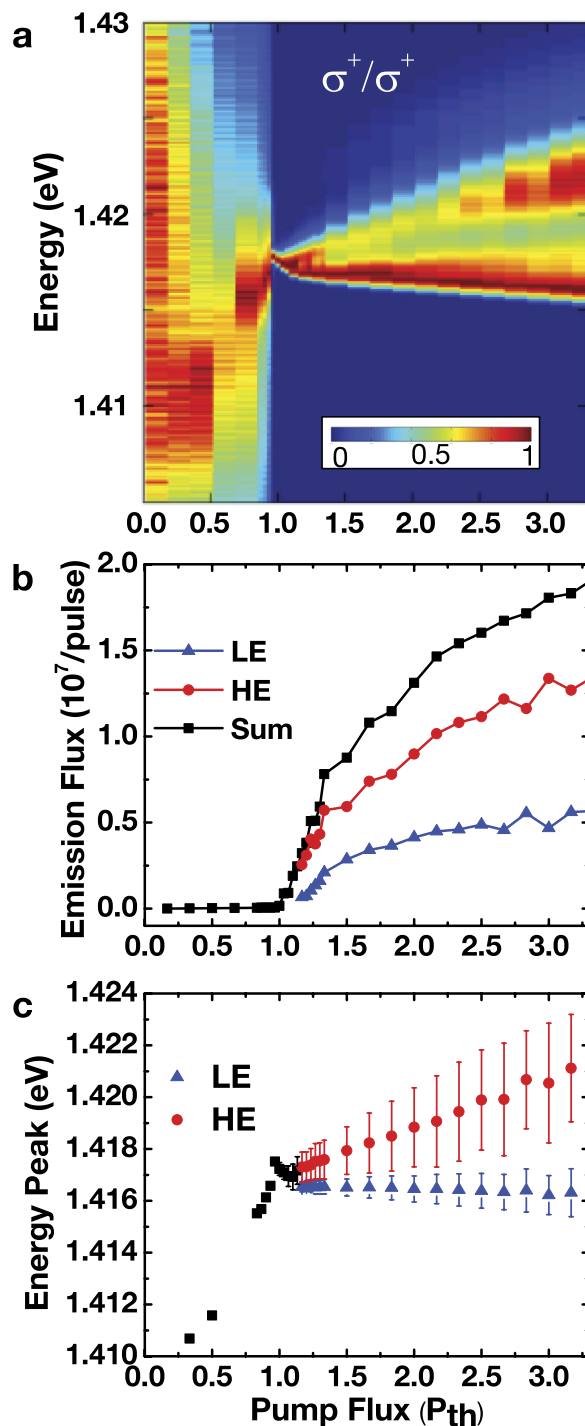 a
σ⁺/σ⁺
Energy (eV)
1.43
1.42
1.41
0 0.5 1
0.0 0.5 1.0 1.5 2.0 2.5 3.0
b
Emission Flux (10⁷/pulse)
2.0
1.5
1.0
0.5
0.0
LE
HE
Sum
0.0 0.5 1.0 1.5 2.0 2.5 3.0
c
Energy Peak (eV)
1.424
1.422
1.420
1.418
1.416
1.414
1.412
1.410
LE
HE
0.0 0.5 1.0 1.5 2.0 2.5 3.0
Pump Flux (Pth)